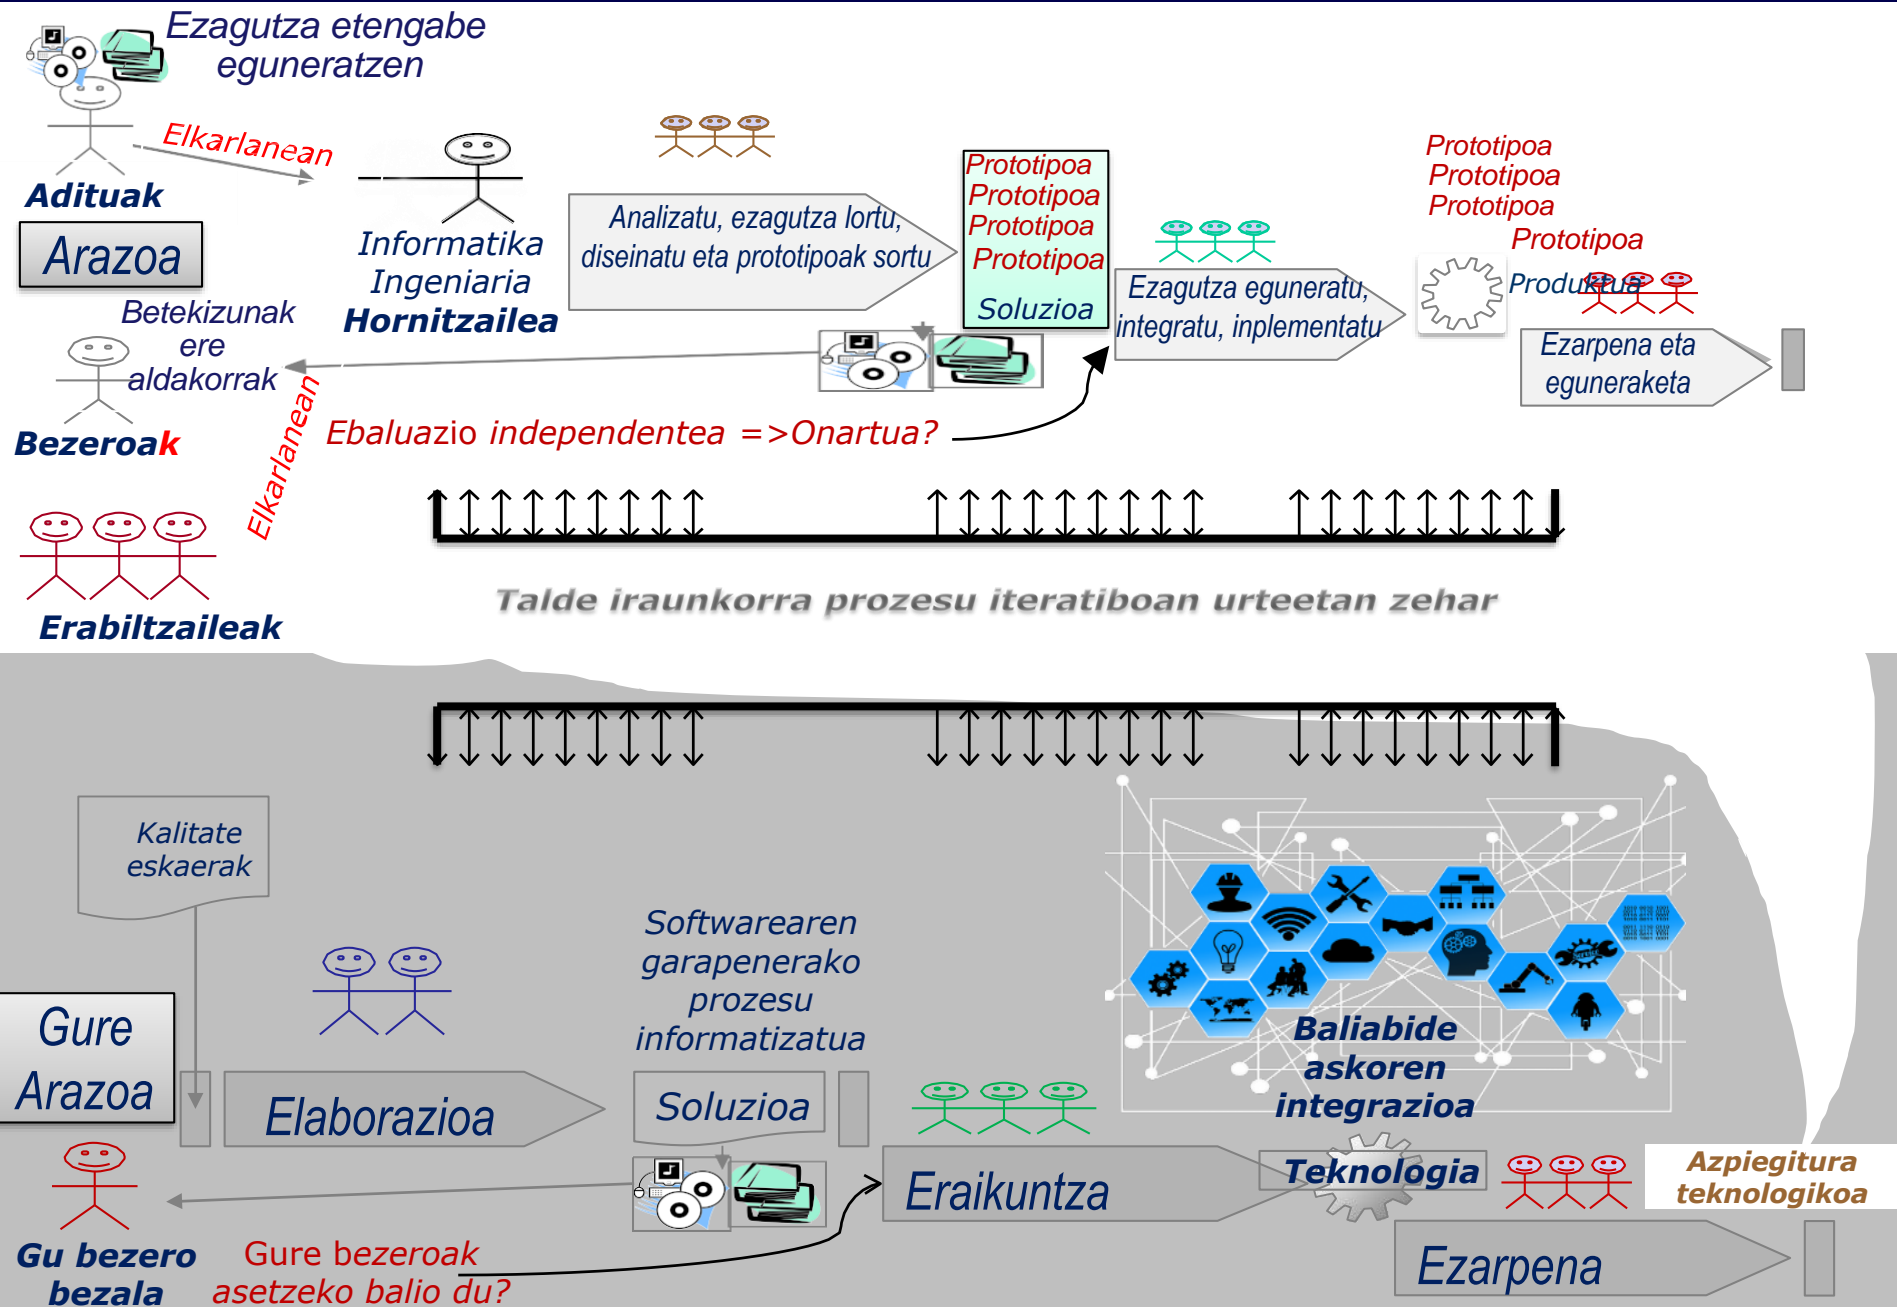 Ezagutza etengabe
eguneratzen
Elkarlanean
Adituak
Arazoa
Informatika
Ingeniaria
Hornitzailea
Analizatu, ezagutza lortu,
diseinatu eta prototipoak sortu
Prototipoa
Prototipoa
Prototipoa
Prototipoa
Soluzioa
Ezagutza eguneratu,
integratu, inplementatu
Prototipoa
Prototipoa
Prototipoa
Prototipoa
Produktua
Ezarpena eta
eguneraketa
Betekizunak
ere
aldakorrak
Bezeroak
Elkarlanean
Ebaluazio independentea =>Onartua?
Erabiltzaileak
Talde iraunkorra prozesu iteratiboan urteetan zehar
Kalitate
eskaerak
Gure
Arazoa
Elaborazioa
Softwarearen
garapenerako
prozesu
informatizatua
Soluzioa
Baliabide
askoren
integrazioa
Eraikuntza
Teknologia
Azpiegitura
teknologikoa
Ezarpena
Gu bezero
bezala
Gure bezeroak
asetzeko balio du?